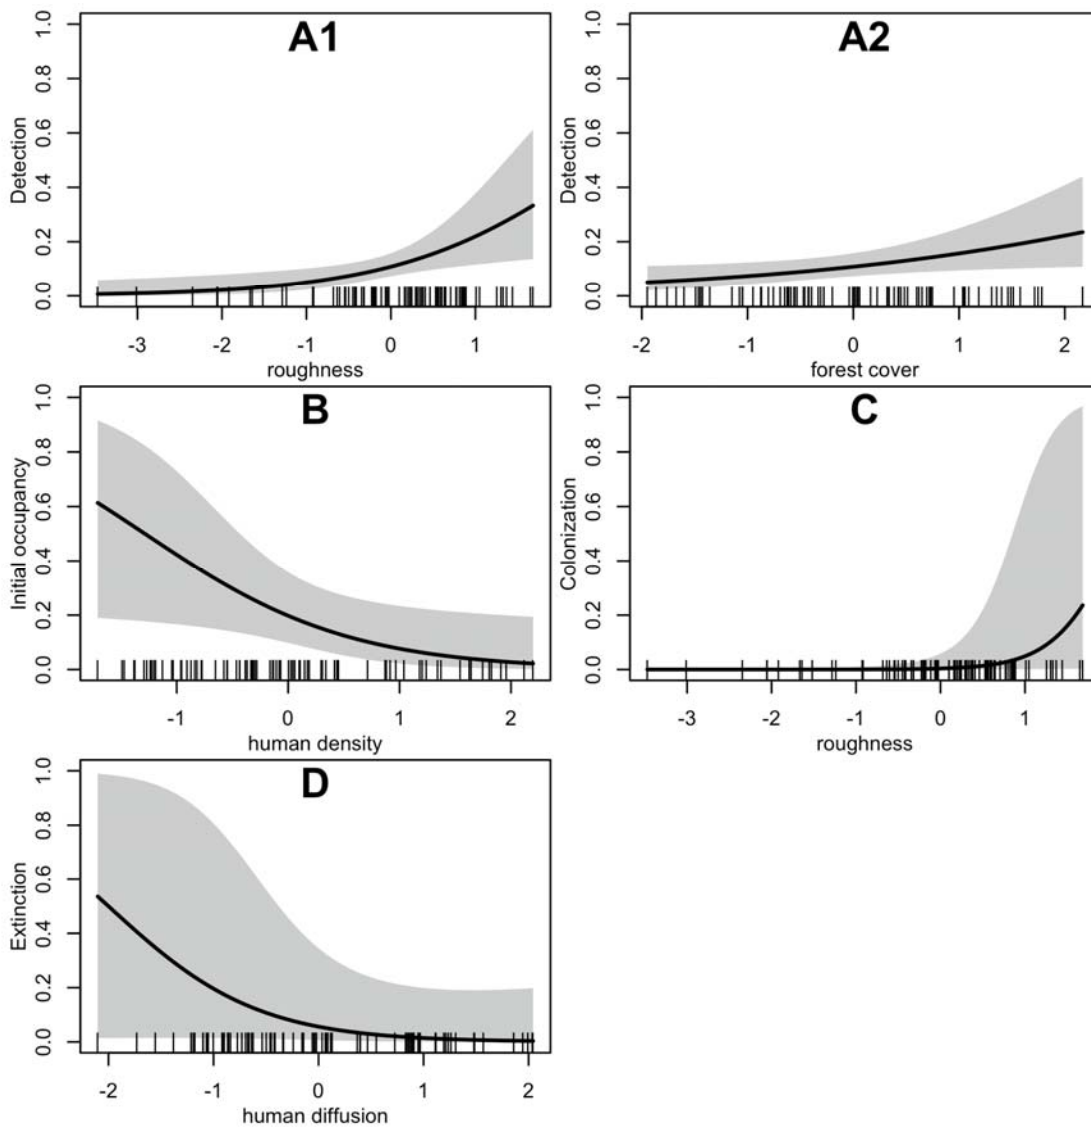 A1
Detection
0.0 0.2 0.4 0.6 0.8 1.0
-3 -2 -1 0 1
roughness
A2
Detection
0.0 0.2 0.4 0.6 0.8 1.0
-2 -1 0 1 2
forest cover
B
Initial occupancy
0.0 0.2 0.4 0.6 0.8 1.0
-1 0 1 2
human density
C
Colonization
0.0 0.2 0.4 0.6 0.8 1.0
-3 -2 -1 0 1
roughness
D
Extinction
0.0 0.2 0.4 0.6 0.8 1.0
-2 -1 0 1 2
human diffusion